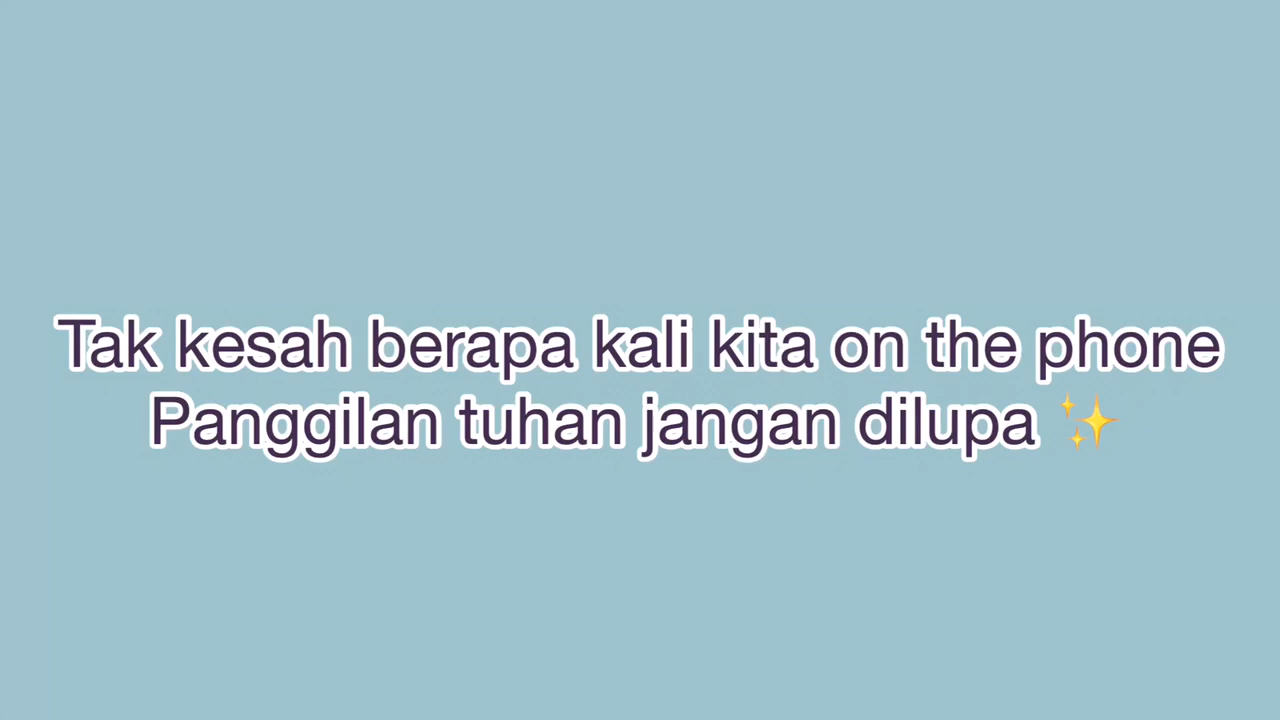 Tak kesah berapa kali kita on the phone
Panggilan tuhan jangan dilupa ✨